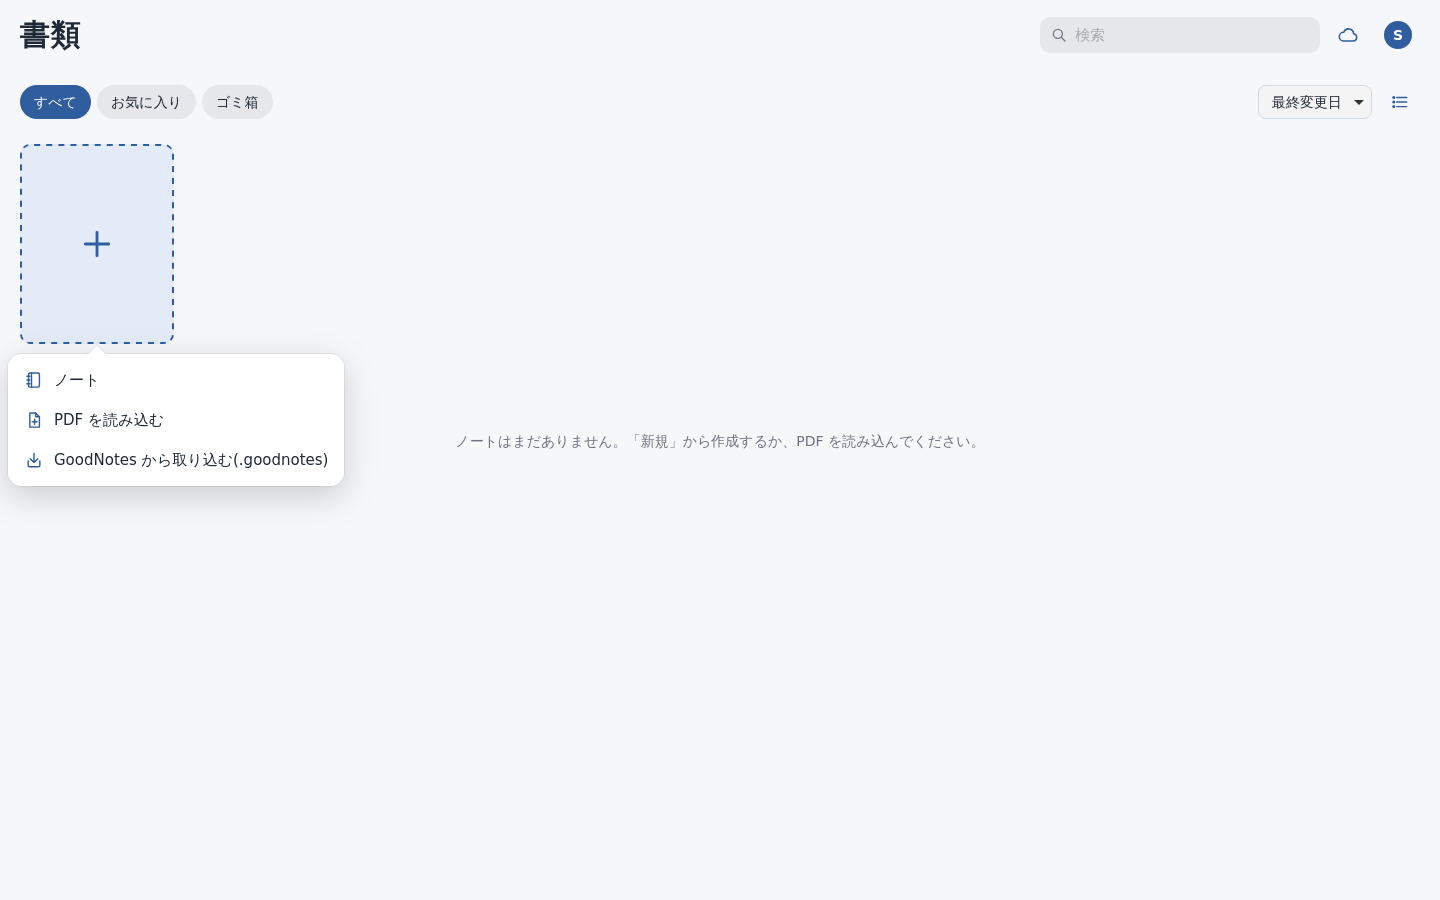 書類
検索
S
すべて
お気に入り
ゴミ箱
最終変更日
ノート
PDF を読み込む
GoodNotes から取り込む(.goodnotes)
ノートはまだありません。「新規」から作成するか、PDF を読み込んでください。